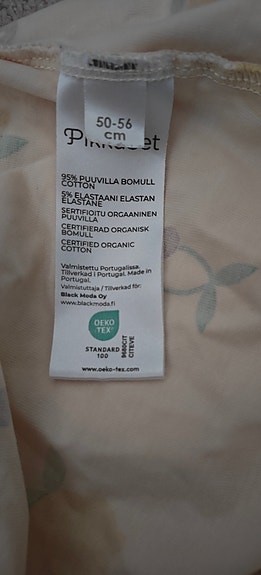 50-56
cm
Pikkuset
95% PUUVILLA BOMULL
COTTON
5% ELASTAANI ELASTAN
ELASTANE
SERTIFIOITU ORGAANINEN
PUUVILLA
CERTIFIERAD ORGANISK
BOMULL
CERTIFIED ORGANIC
COTTON
Valmistettu Portugalissa.
Tillverkad i Portugal. Made in
Portugal.
Valmistuttaja / Tillverkad för:
Black Moda Oy
www.blackmoda.fi
OEKO
TEX
STANDARD
100
CITEVE
www.oeko-tex.com